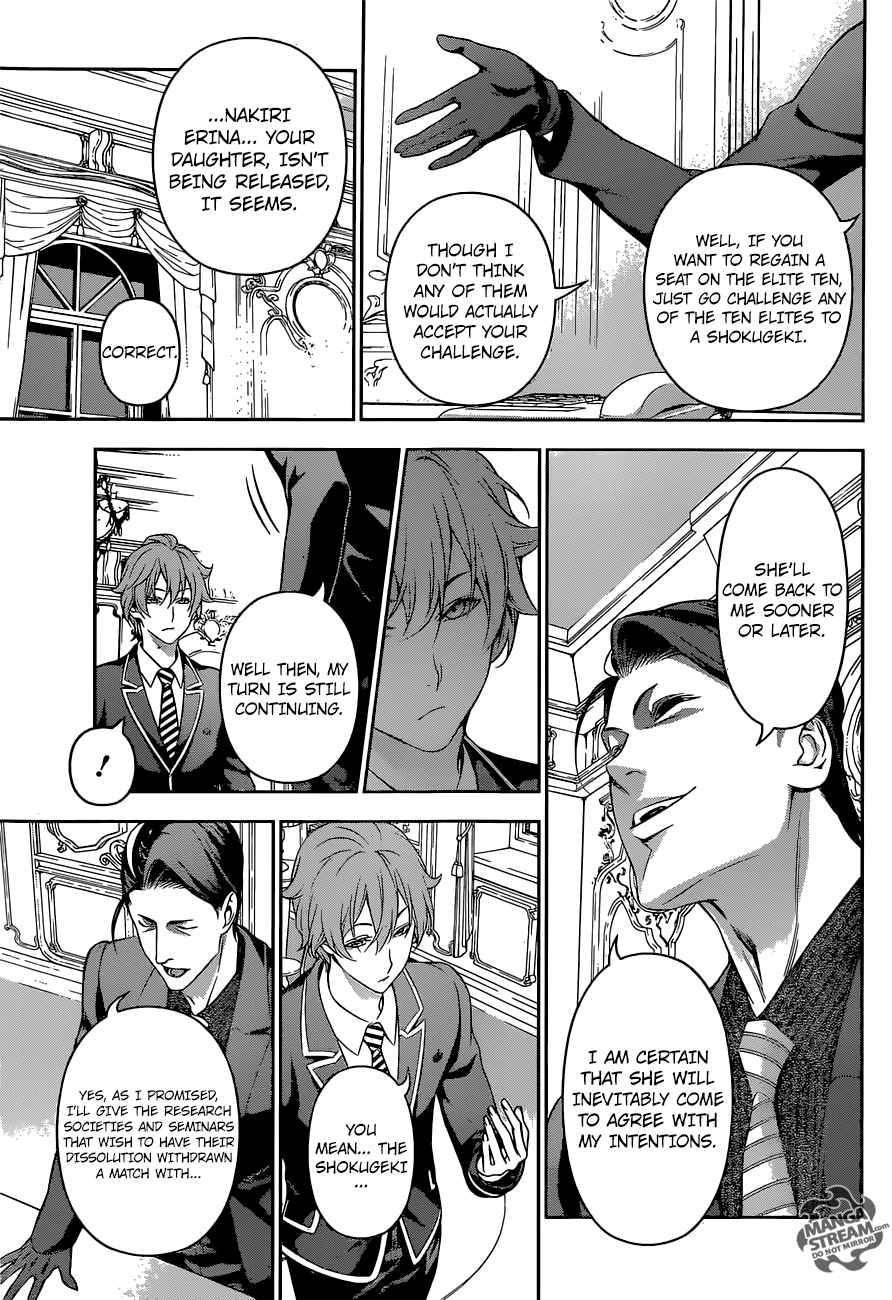 WELL, IF YOU
WANT TO REGAIN A
SEAT ON THE ELITE TEN,
JUST GO CHALLENGE ANY
OF THE TEN ELITES TO
A SHOKUGEKI.
THOUGH I
DON'T THINK
ANY OF THEM
WOULD ACTUALLY
ACCEPT YOUR
CHALLENGE.
...NAKIRI
ERINA... YOUR
DAUGHTER, ISN'T
BEING RELEASED,
IT SEEMS.
CORRECT.
SHE'LL
COME BACK TO
ME SOONER
OR LATER.
I AM CERTAIN
THAT SHE WILL
INEVITABLY COME
TO AGREE WITH
MY INTENTIONS.
WELL THEN, MY
TURN IS STILL
CONTINUING.
!
YOU
MEAN... THE
SHOKUGEKI
...
YES, AS I PROMISED,
I'LL GIVE THE RESEARCH
SOCIETIES AND SEMINARS
THAT WISH TO HAVE THEIR
DISSOLUTION WITHDRAWN
A MATCH WITH...
MANGA
STREAM.com
DO NOT MIRROR